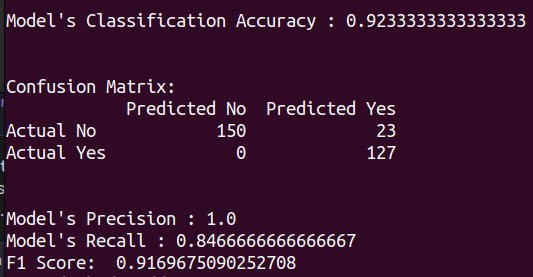 Model's Classification Accuracy : 0.9233333333333333
Confusion Matrix:
Predicted No Predicted Yes
Actual No 150 23
Actual Yes 0 127
Model's Precision : 1.0
Model's Recall : 0.8466666666666667
F1 Score: 0.9169675090252708